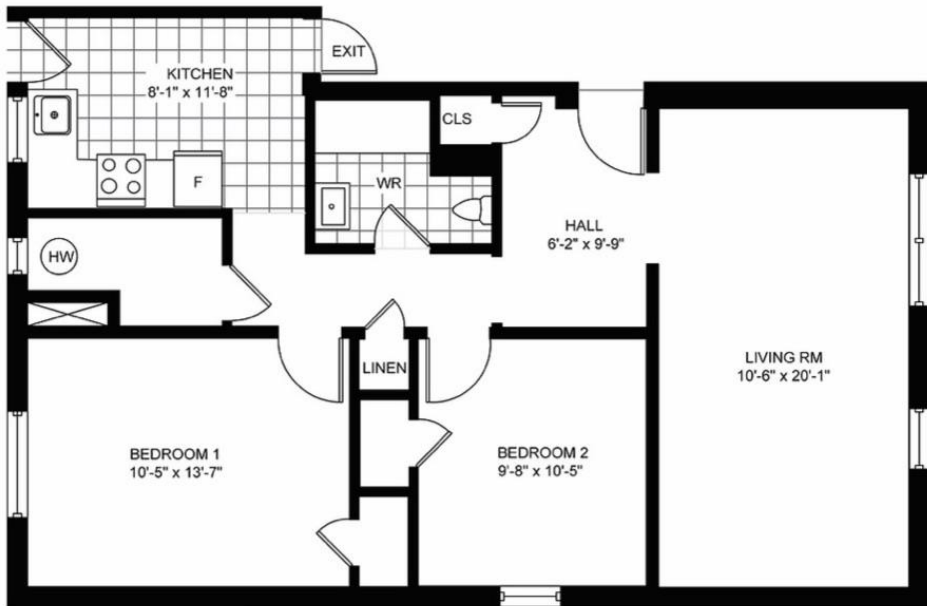 EXIT
KITCHEN
8'-1" x 11'-8"
CLS
F
WR
HALL
6'-2" x 9'-9"
HW
LINEN
LIVING RM
10'-6" x 20'-1"
BEDROOM 1
10'-5" x 13'-7"
BEDROOM 2
9'-8" x 10'-5"